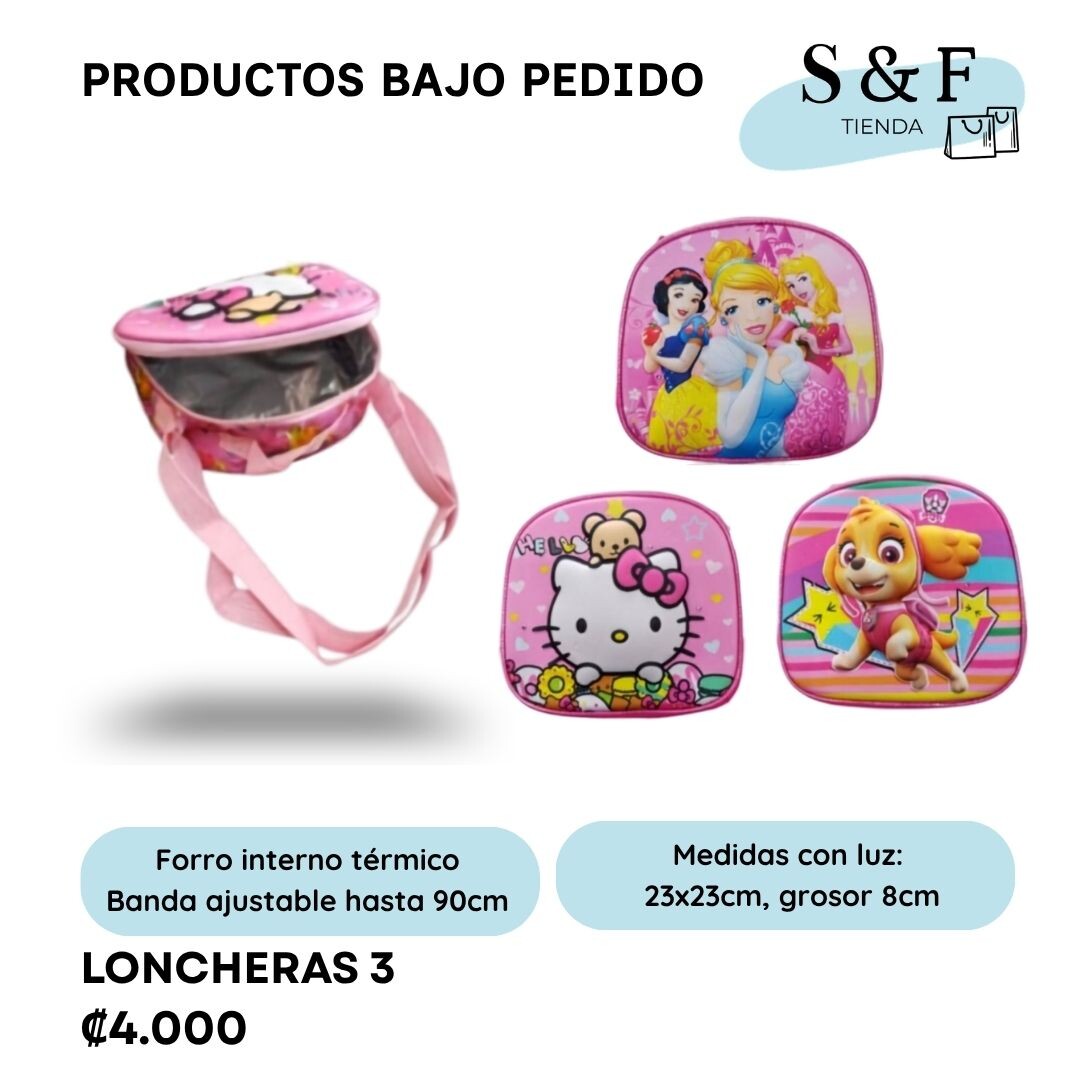 PRODUCTOS BAJO PEDIDO
S & F
TIENDA
HELLO
Forro interno térmico
Banda ajustable hasta 90cm
Medidas con luz:
23x23cm, grosor 8cm
LONCHERAS 3
₡4.000